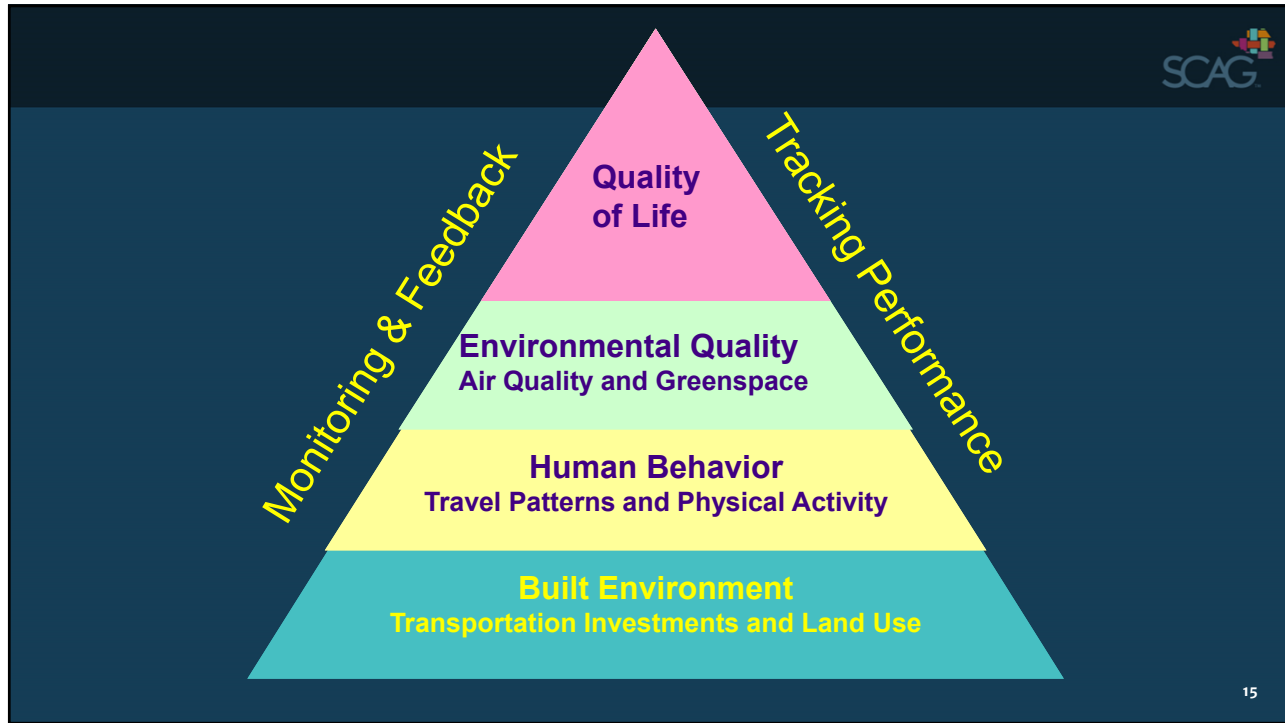 SCAG
Monitoring & Feedback
Tracking Performance
Quality
of Life
Environmental Quality
Air Quality and Greenspace
Human Behavior
Travel Patterns and Physical Activity
Built Environment
Transportation Investments and Land Use
15